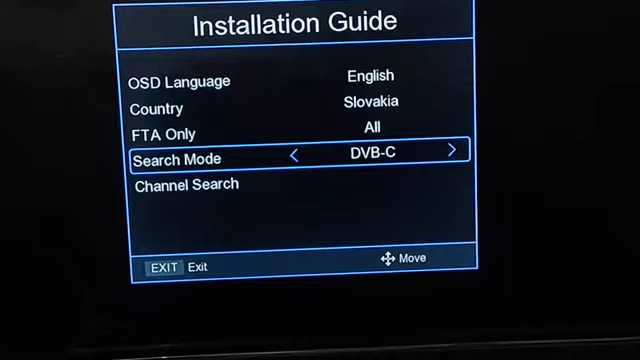 Installation Guide
OSD Language English
Country Slovakia
FTA Only All
Search Mode < DVB-C >
Channel Search
EXIT Exit Move